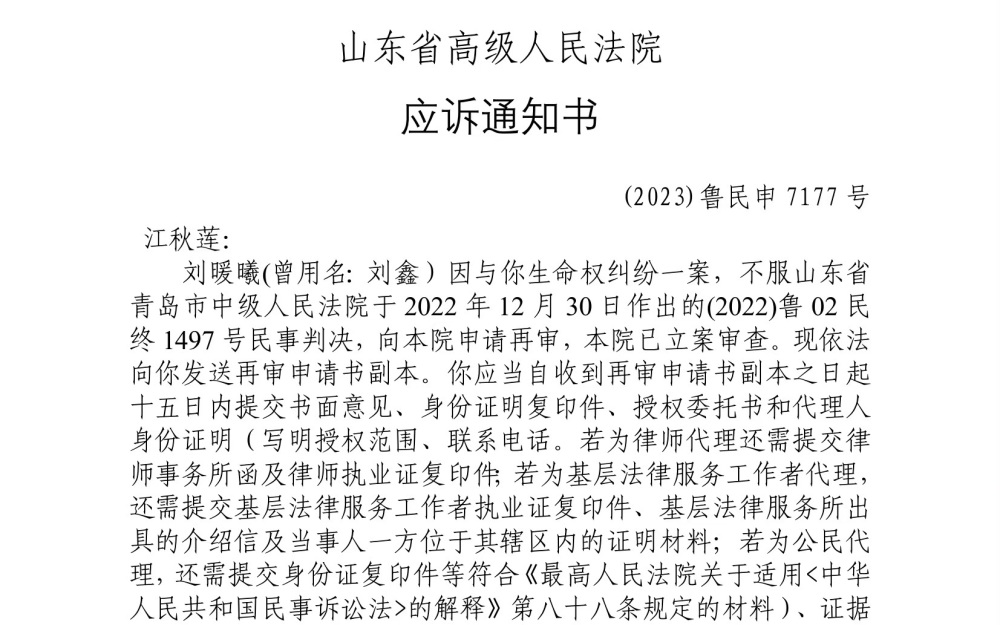 山东省高级人民法院
应诉通知书
(2023)鲁民申 7177 号
江秋莲：
刘暖曦(曾用名：刘鑫）因与你生命权纠纷一案，不服山东省
青岛市中级人民法院于 2022 年 12 月 30 日作出的(2022)鲁 02 民
终 1497 号民事判决，向本院申请再审，本院已立案审查。现依法
向你发送再审申请书副本。你应当自收到再审申请书副本之日起
十五日内提交书面意见、身份证明复印件、授权委托书和代理人
身份证明（写明授权范围、联系电话。若为律师代理还需提交律
师事务所函及律师执业证复印件；若为基层法律服务工作者代理，
还需提交基层法律服务工作者执业证复印件、基层法律服务所出
具的介绍信及当事人一方位于其辖区内的证明材料；若为公民代
理，还需提交身份证复印件等符合《最高人民法院关于适用<中华
人民共和国民事诉讼法>的解释》第八十八条规定的材料）、证据